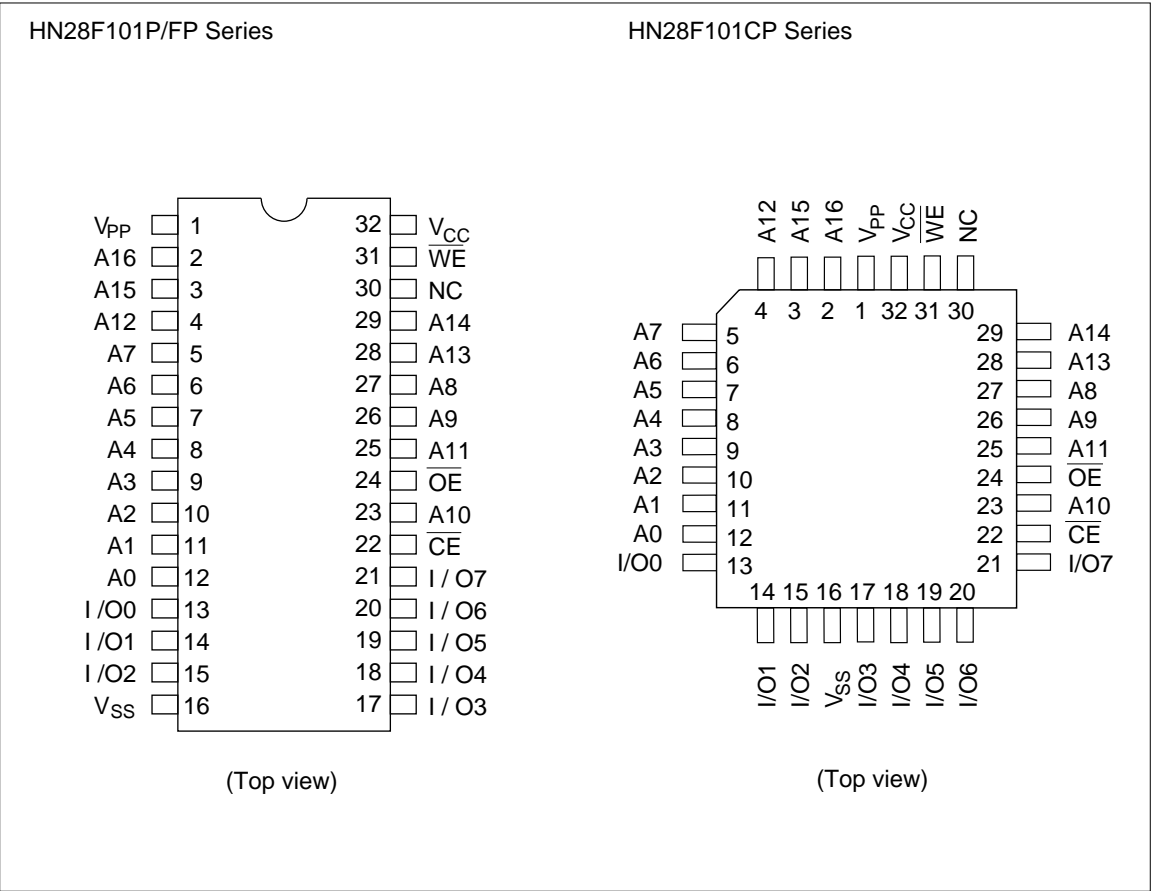 HN28F101P/FP Series
VPP 1 32 VCC
A16 2 31 WE
A15 3 30 NC
A12 4 29 A14
A7 5 28 A13
A6 6 27 A8
A5 7 26 A9
A4 8 25 A11
A3 9 24 OE
A2 10 23 A10
A1 11 22 CE
A0 12 21 I / O7
I /O0 13 20 I / O6
I /O1 14 19 I / O5
I /O2 15 18 I / O4
VSS 16 17 I / O3
(Top view)
HN28F101CP Series
A12 A15 A16 VPP VCC WE NC
4 3 2 1 32 31 30
A7 5 29 A14
A6 6 28 A13
A5 7 27 A8
A4 8 26 A9
A3 9 25 A11
A2 10 24 OE
A1 11 23 A10
A0 12 22 CE
I/O0 13 21 I/O7
14 15 16 17 18 19 20
I/O1 I/O2 VSS I/O3 I/O4 I/O5 I/O6
(Top view)